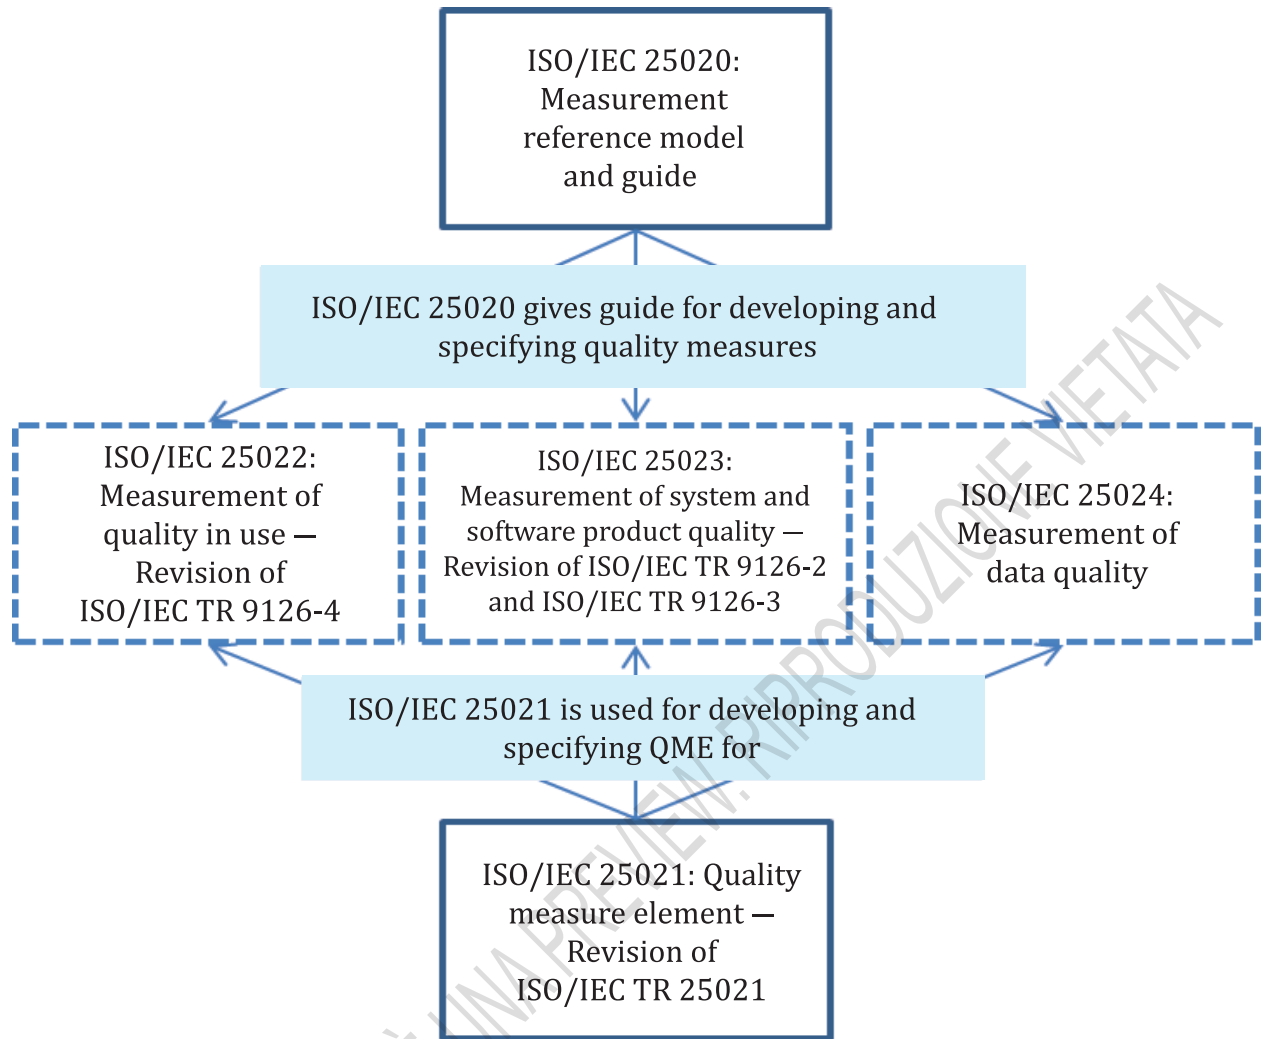 ISO/IEC 25020:
Measurement
reference model
and guide
ISO/IEC 25020 gives guide for developing and
specifying quality measures
ISO/IEC 25022:
Measurement of
quality in use —
Revision of
ISO/IEC TR 9126-4
ISO/IEC 25023:
Measurement of system and
software product quality —
Revision of ISO/IEC TR 9126-2
and ISO/IEC TR 9126-3
ISO/IEC 25024:
Measurement of
data quality
ISO/IEC 25021 is used for developing and
specifying QME for
ISO/IEC 25021: Quality
measure element —
Revision of
ISO/IEC TR 25021
È UNA PREVIEW. RIPRODUZIONE VIETATA